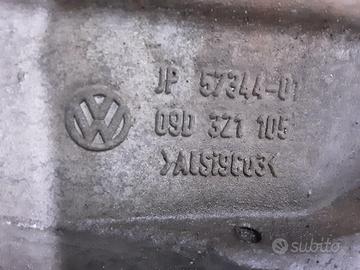 JP 57344-01
09D 321 105
>AlSi9Cu3<
subito